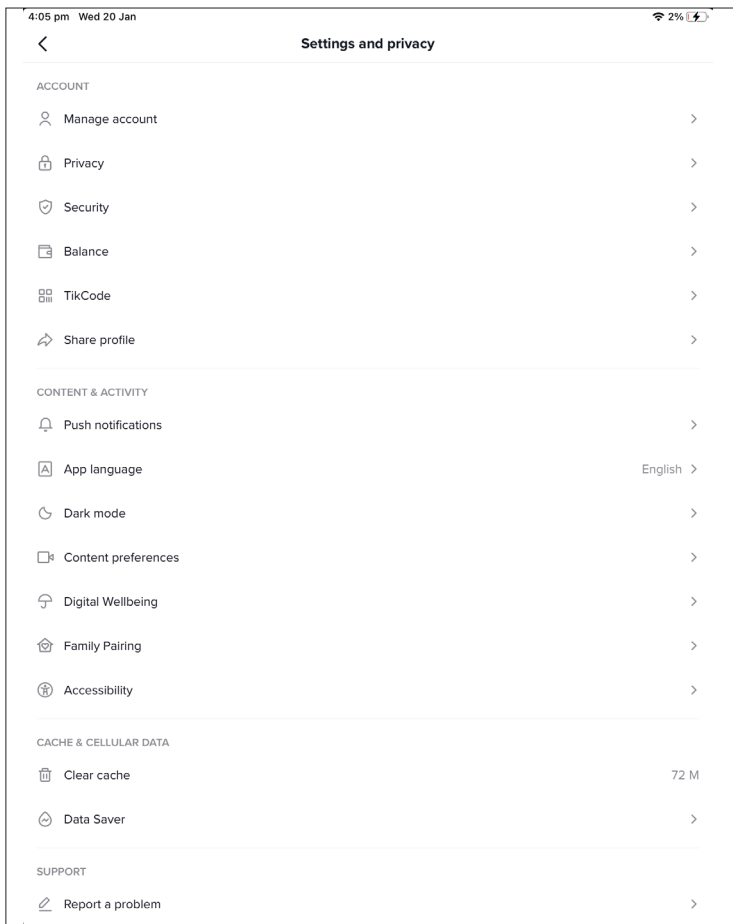 4:05 pm Wed 20 Jan 2%
Settings and privacy
ACCOUNT
Manage account
Privacy
Security
Balance
TikCode
Share profile
CONTENT & ACTIVITY
Push notifications
App language English
Dark mode
Content preferences
Digital Wellbeing
Family Pairing
Accessibility
CACHE & CELLULAR DATA
Clear cache 72 M
Data Saver
SUPPORT
Report a problem